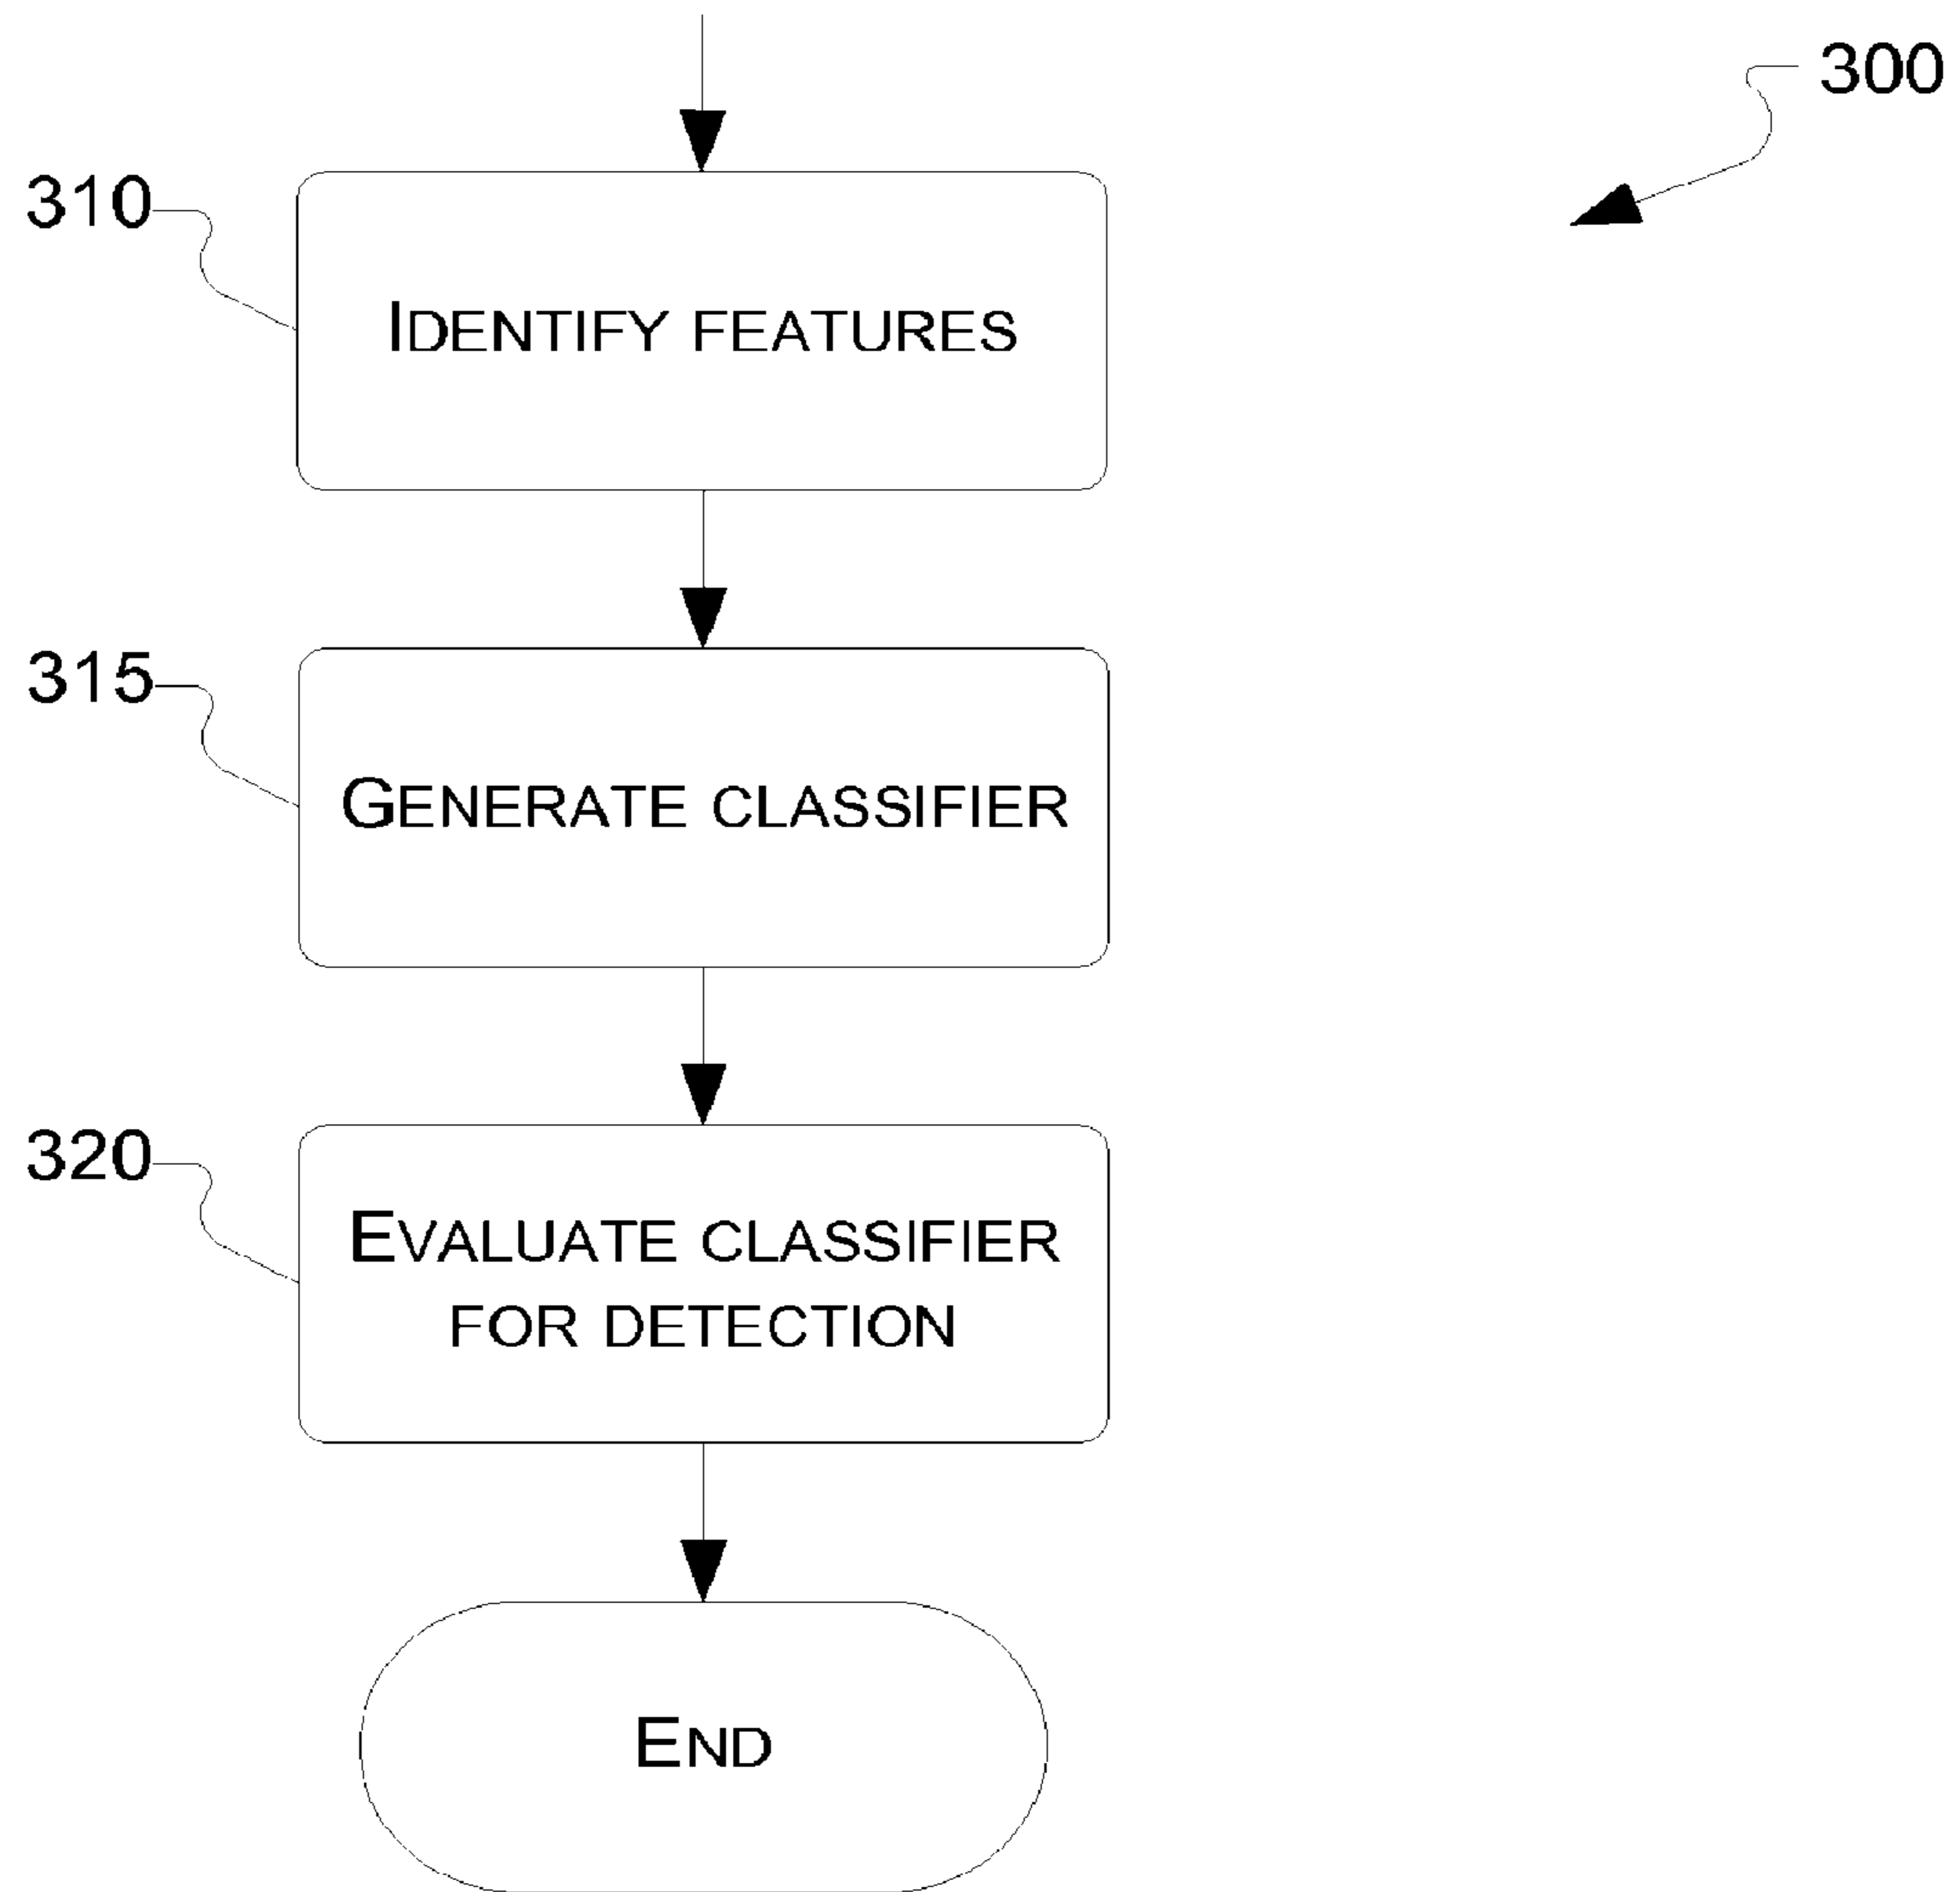 300
310
IDENTIFY FEATURES
315
GENERATE CLASSIFIER
320
EVALUATE CLASSIFIER
FOR DETECTION
END